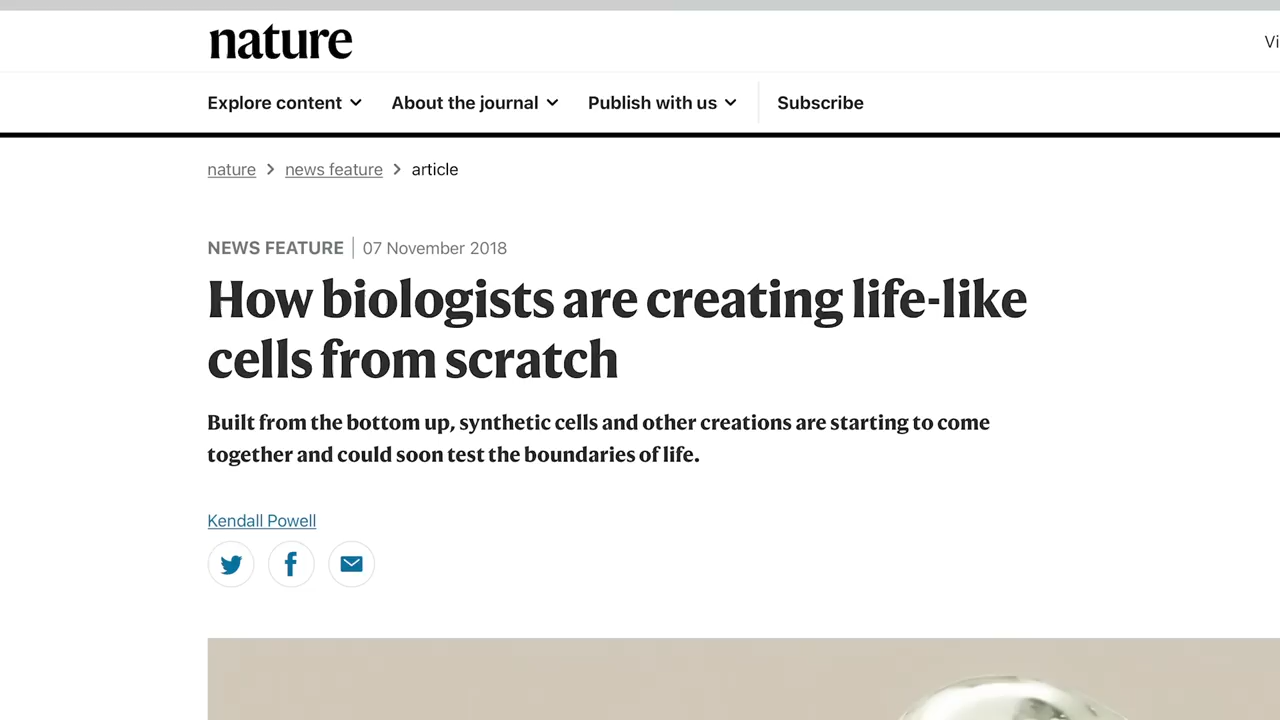 nature
Vi
Explore content
About the journal
Publish with us
Subscribe
nature > news feature > article
NEWS FEATURE | 07 November 2018
How biologists are creating life-like
cells from scratch
Built from the bottom up, synthetic cells and other creations are starting to come
together and could soon test the boundaries of life.
Kendall Powell